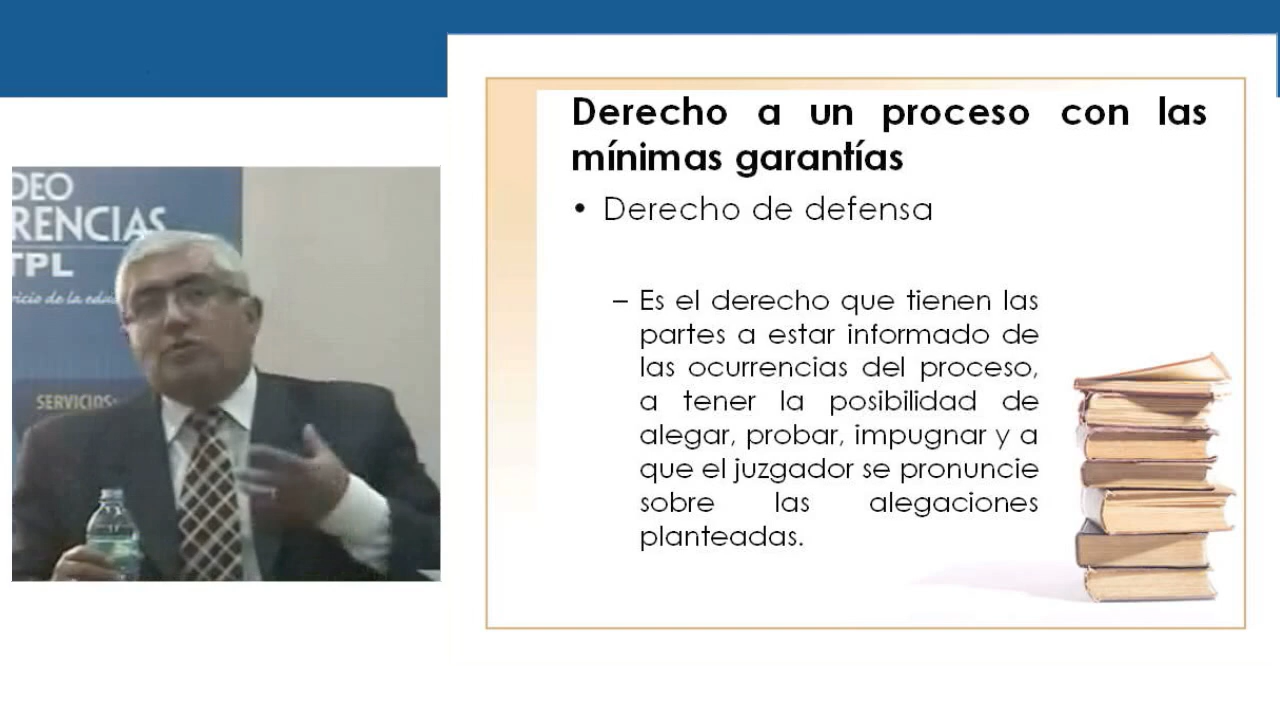 Derecho a un proceso con las
mínimas garantías
• Derecho de defensa
– Es el derecho que tienen las
partes a estar informado de
las ocurrencias del proceso,
a tener la posibilidad de
alegar, probar, impugnar y a
que el juzgador se pronuncie
sobre las alegaciones
planteadas.
DEO
RENCIAS
TPL
de la
SERVICIOS